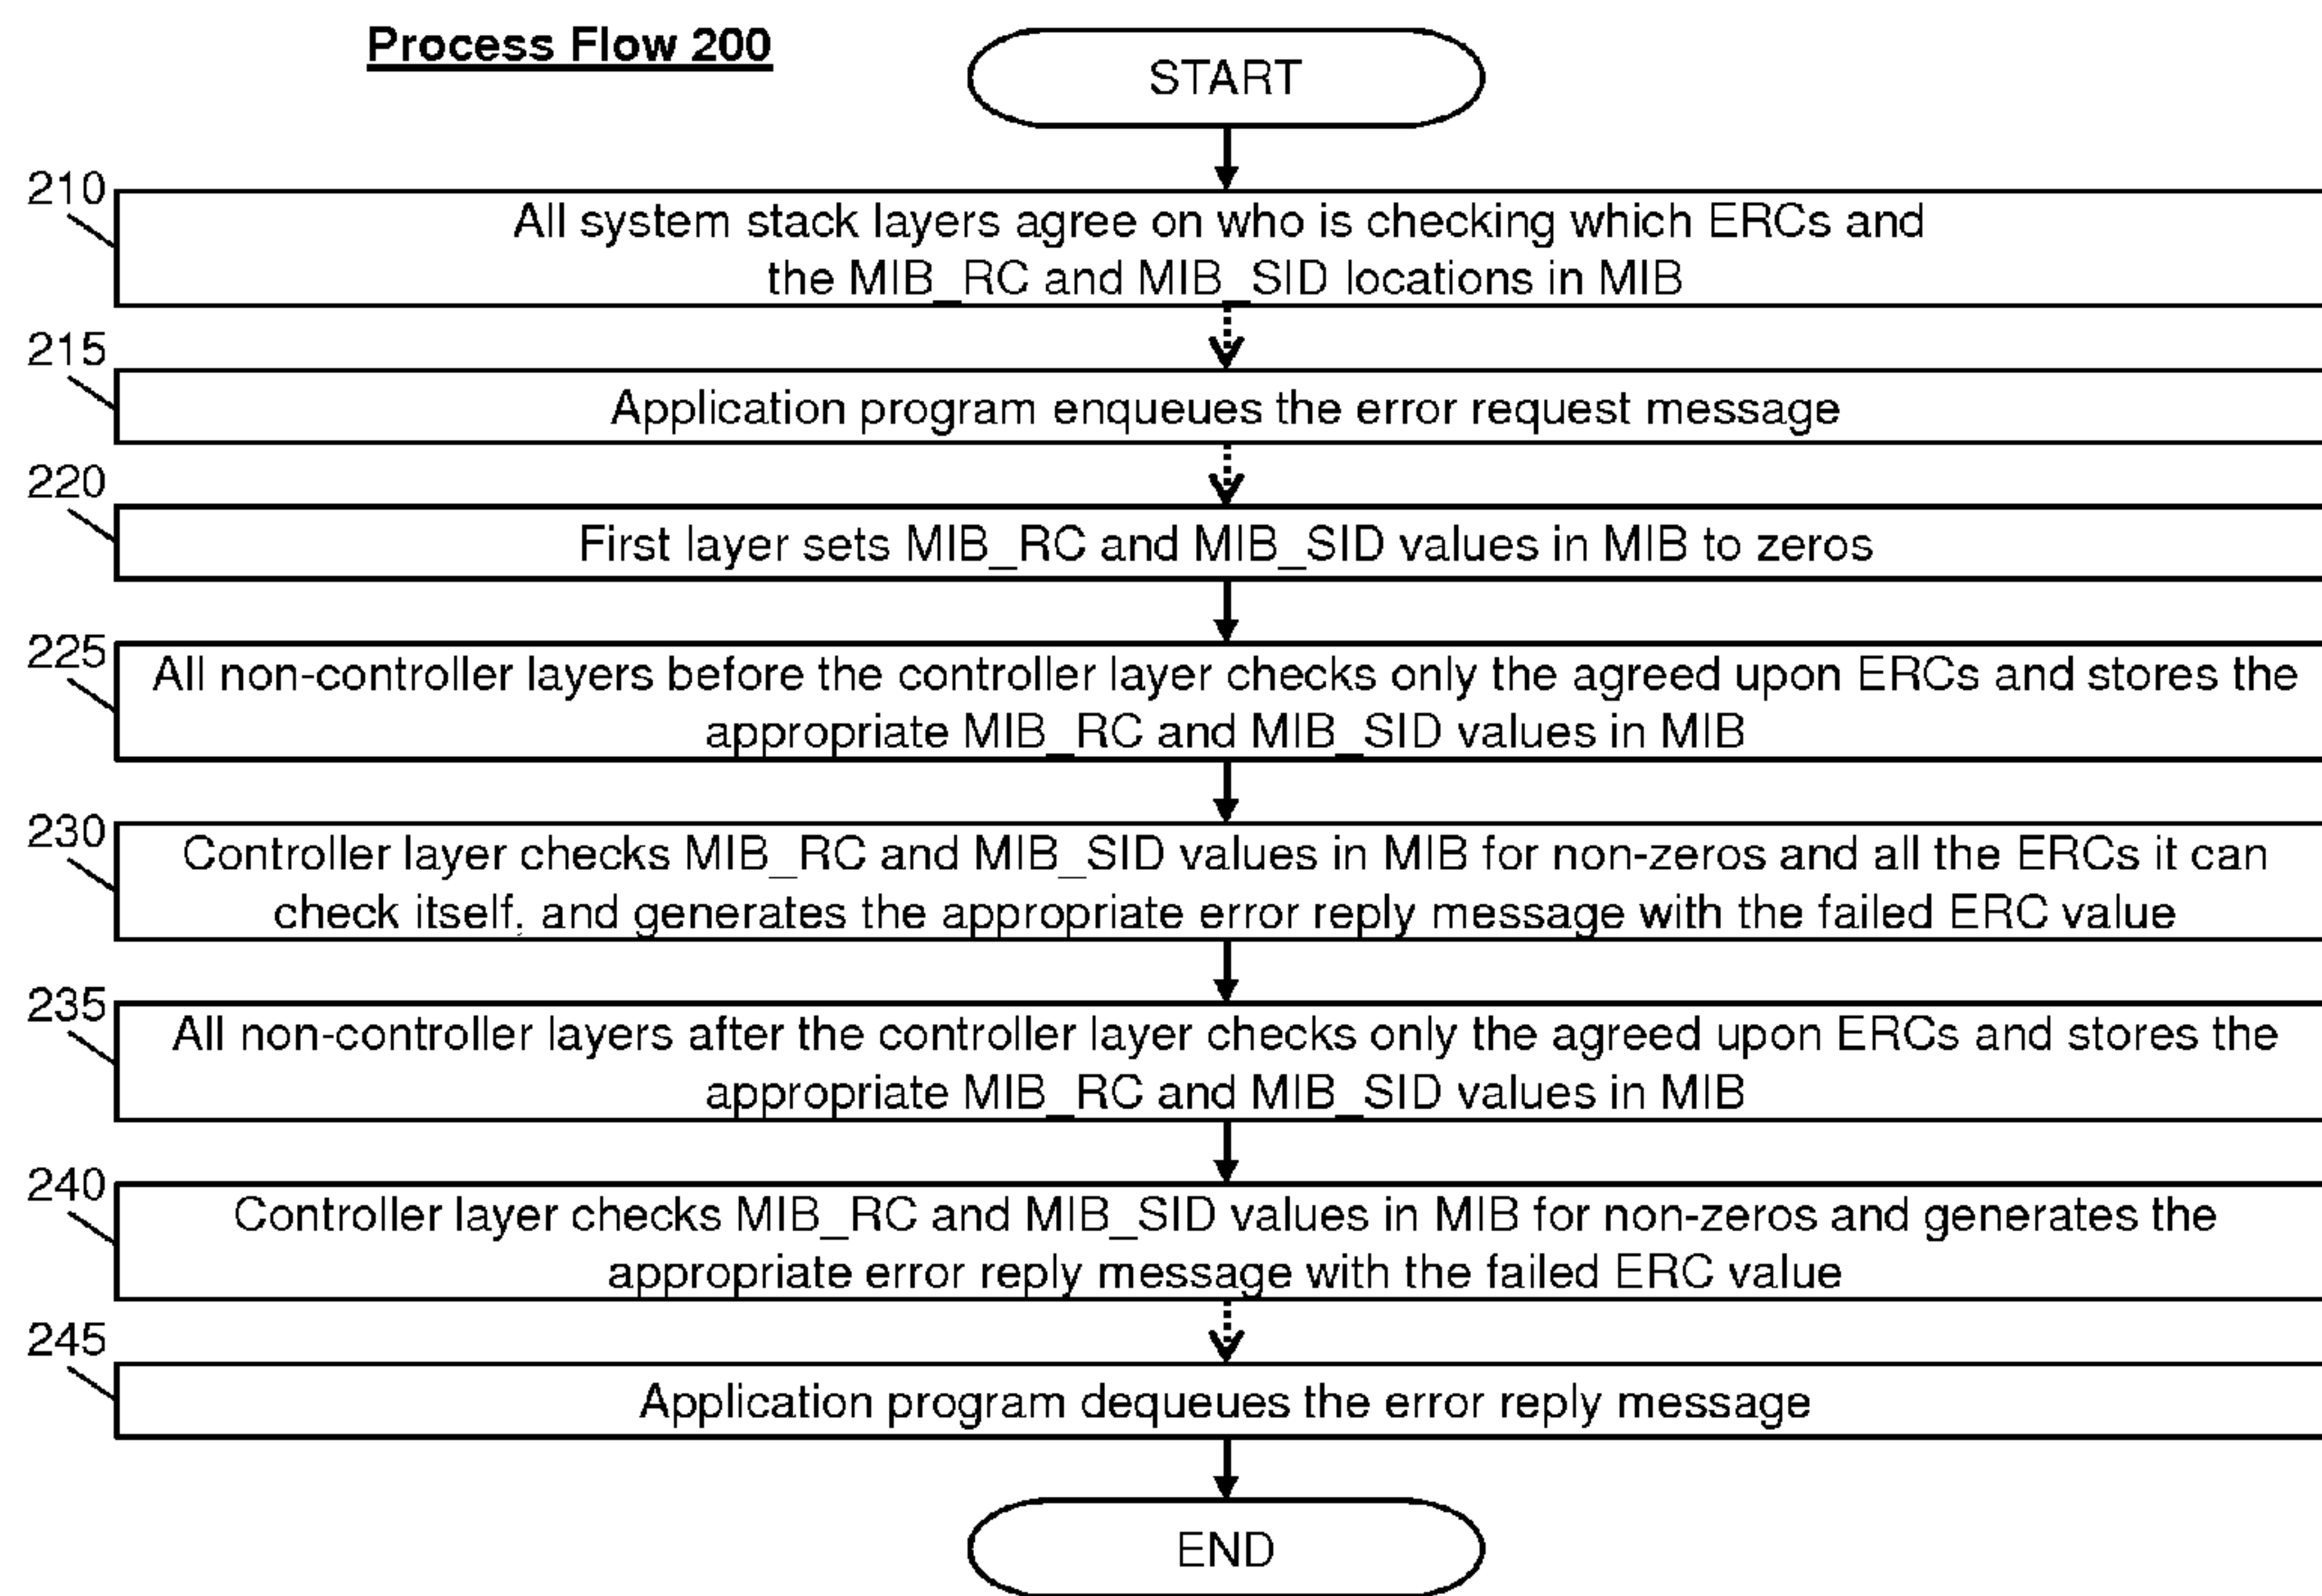 Process Flow 200
START
210
All system stack layers agree on who is checking which ERCs and
the MIB_RC and MIB_SID locations in MIB
215
Application program enqueues the error request message
220
First layer sets MIB_RC and MIB_SID values in MIB to zeros
225
All non-controller layers before the controller layer checks only the agreed upon ERCs and stores the
appropriate MIB_RC and MIB_SID values in MIB
230
Controller layer checks MIB_RC and MIB_SID values in MIB for non-zeros and all the ERCs it can
check itself, and generates the appropriate error reply message with the failed ERC value
235
All non-controller layers after the controller layer checks only the agreed upon ERCs and stores the
appropriate MIB_RC and MIB_SID values in MIB
240
Controller layer checks MIB_RC and MIB_SID values in MIB for non-zeros and generates the
appropriate error reply message with the failed ERC value
245
Application program dequeues the error reply message
END